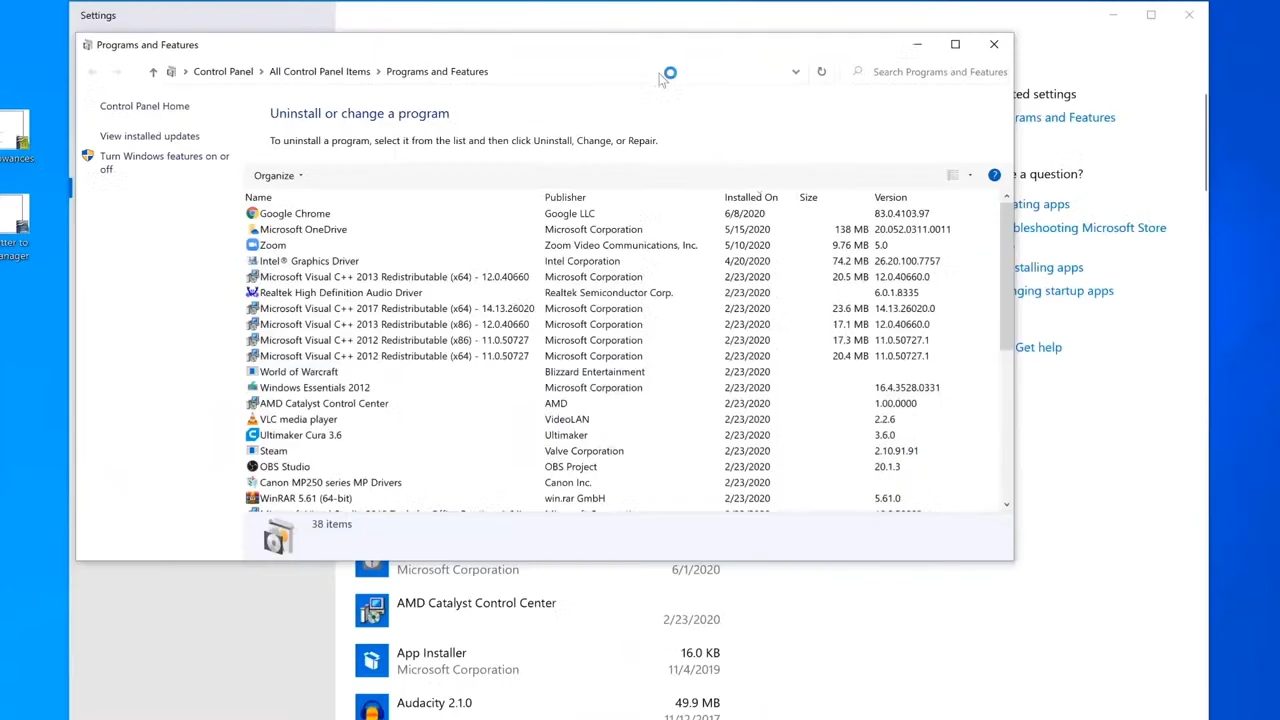 Settings
Programs and Features
Control Panel > All Control Panel Items > Programs and Features
Search Programs and Features
Control Panel Home
View installed updates
Turn Windows features on or
off
Uninstall or change a program
To uninstall a program, select it from the list and then click Uninstall, Change, or Repair.
Organize
Name Publisher Installed On Size Version
Google Chrome Google LLC 6/8/2020 83.0.4103.97
Microsoft OneDrive Microsoft Corporation 5/15/2020 138 MB 20.052.0311.0011
Zoom Zoom Video Communications, Inc. 5/10/2020 9.76 MB 5.0
Intel® Graphics Driver Intel Corporation 4/20/2020 74.2 MB 26.20.100.7757
Microsoft Visual C++ 2013 Redistributable (x64) - 12.0.40660 Microsoft Corporation 2/23/2020 20.5 MB 12.0.40660.0
Realtek High Definition Audio Driver Realtek Semiconductor Corp. 2/23/2020 6.0.1.8335
Microsoft Visual C++ 2017 Redistributable (x64) - 14.13.26020 Microsoft Corporation 2/23/2020 23.6 MB 14.13.26020.0
Microsoft Visual C++ 2013 Redistributable (x86) - 12.0.40660 Microsoft Corporation 2/23/2020 17.1 MB 12.0.40660.0
Microsoft Visual C++ 2012 Redistributable (x86) - 11.0.50727 Microsoft Corporation 2/23/2020 17.3 MB 11.0.50727.1
Microsoft Visual C++ 2012 Redistributable (x64) - 11.0.50727 Microsoft Corporation 2/23/2020 20.4 MB 11.0.50727.1
World of Warcraft Blizzard Entertainment 2/23/2020
Windows Essentials 2012 Microsoft Corporation 2/23/2020 16.4.3528.0331
AMD Catalyst Control Center AMD 2/23/2020 1.00.0000
VLC media player VideoLAN 2/23/2020 2.2.6
Ultimaker Cura 3.6 Ultimaker 2/23/2020 3.6.0
Steam Valve Corporation 2/23/2020 2.10.91.91
OBS Studio OBS Project 2/23/2020 20.1.3
Canon MP250 series MP Drivers Canon Inc. 2/23/2020
WinRAR 5.61 (64-bit) win.rar GmbH 2/23/2020 5.61.0
38 items
ted settings
grams and Features
e a question?
ating apps
ubleshooting Microsoft Store
stalling apps
nging startup apps
Get help
owances
tter to
anager
Microsoft Corporation 6/1/2020
AMD Catalyst Control Center
2/23/2020
App Installer 16.0 KB
Microsoft Corporation 11/4/2019
Audacity 2.1.0 49.9 MB
11/12/2017